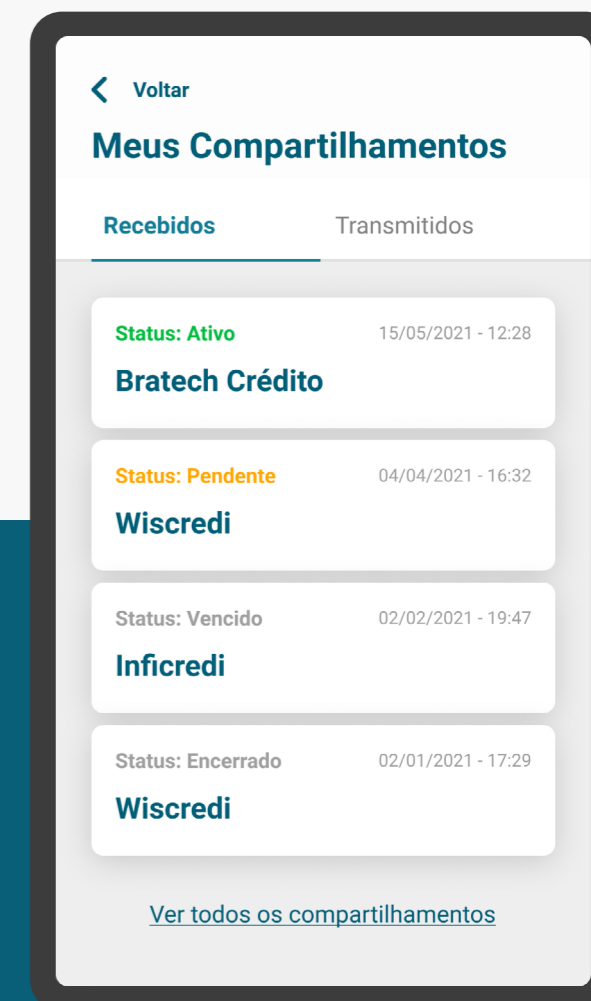 Voltar
Meus Compartilhamentos
Recebidos Transmitidos
Status: Ativo 15/05/2021 - 12:28
Bratech Crédito
Status: Pendente 04/04/2021 - 16:32
Wiscredi
Status: Vencido 02/02/2021 - 19:47
Inficredi
Status: Encerrado 02/01/2021 - 17:29
Wiscredi
Ver todos os compartilhamentos